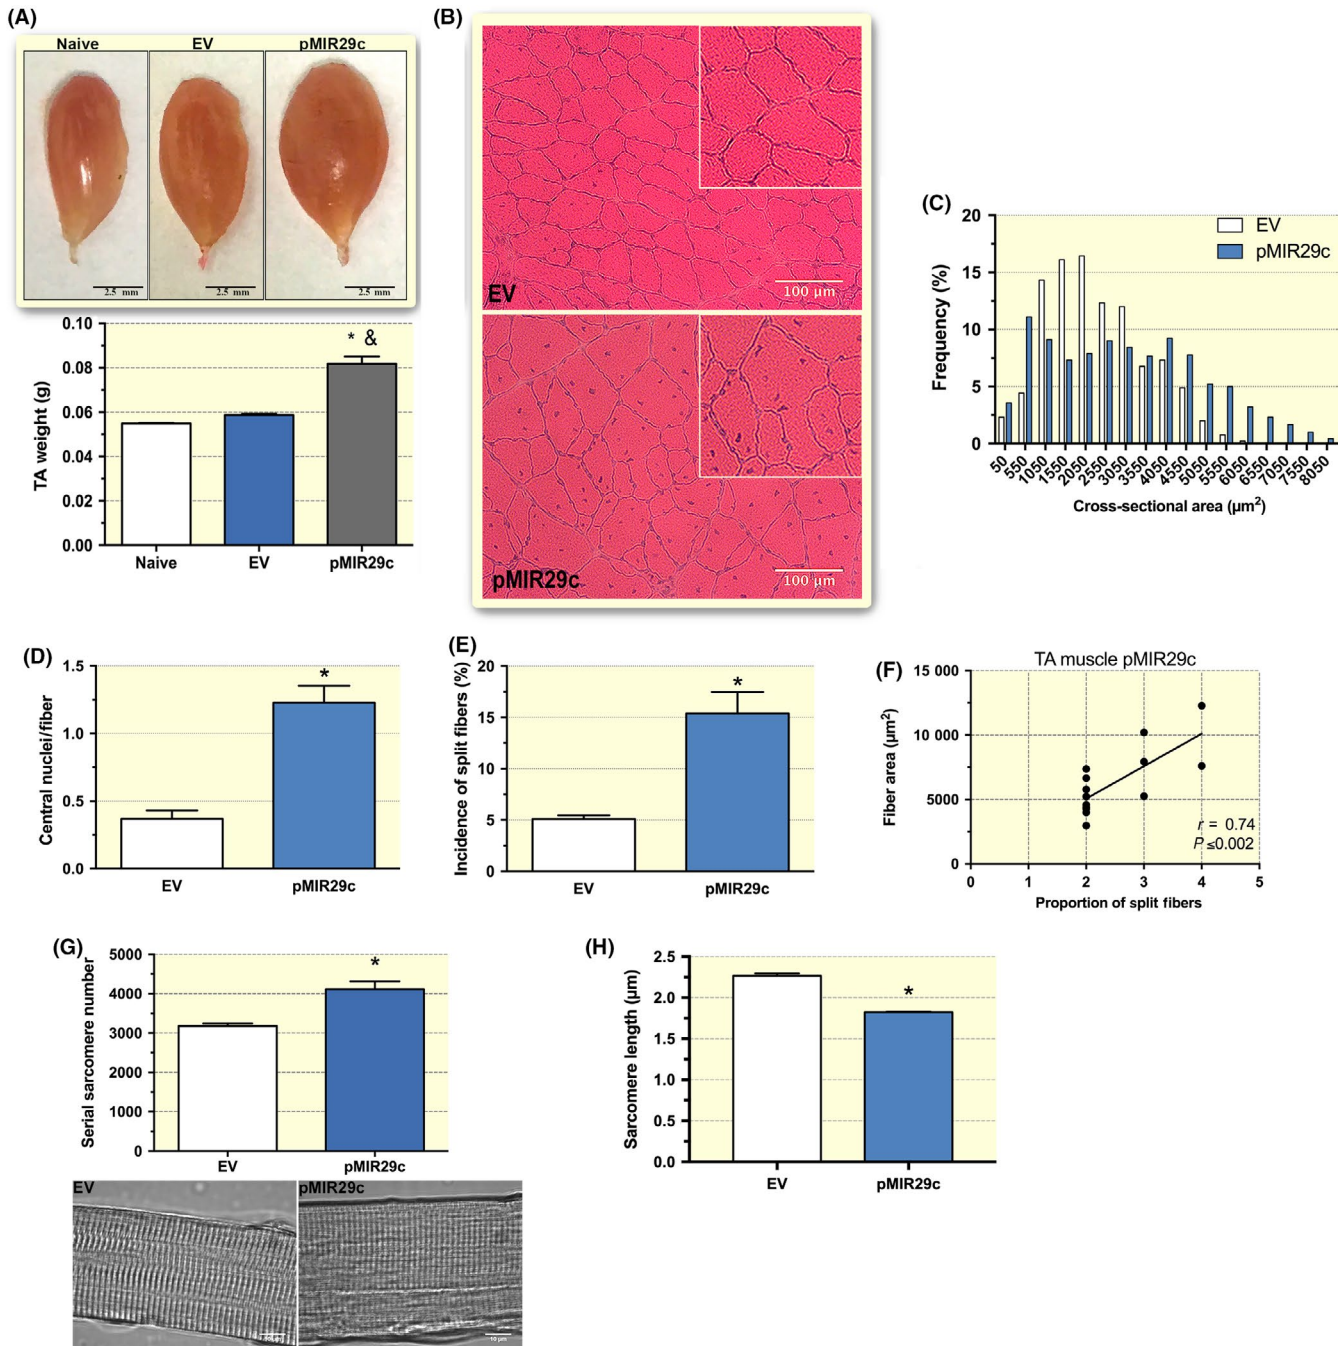 (A)
Naive EV pMIR29c
2.5 mm 2.5 mm 2.5 mm
TA weight (g)
0.10
0.08
0.06
0.04
0.02
0.00
* &
Naive EV pMIR29c
(B)
EV
100 µm
pMIR29c
100 µm
(C)
Frequency (%)
20
15
10
5
0
EV
pMIR29c
50 550 1050 1550 2050 2550 3050 3550 4050 4550 5050 5550 6050 6550 7050 7550 8050
Cross-sectional area (µm²)
(D)
Central nuclei/fiber
1.5
1.0
0.5
0.0
*
EV pMIR29c
(E)
Incidence of split fibers (%)
20
15
10
5
0
*
EV pMIR29c
(F)
TA muscle pMIR29c
Fiber area (µm²)
15 000
10 000
5000
0
r = 0.74
P ≤0.002
0 1 2 3 4 5
Proportion of split fibers
(G)
Serial sarcomere number
5000
4000
3000
2000
1000
0
*
EV pMIR29c
EV pMIR29c
10 µm
(H)
Sarcomere length (µm)
2.5
2.0
1.5
1.0
0.5
0.0
*
EV pMIR29c